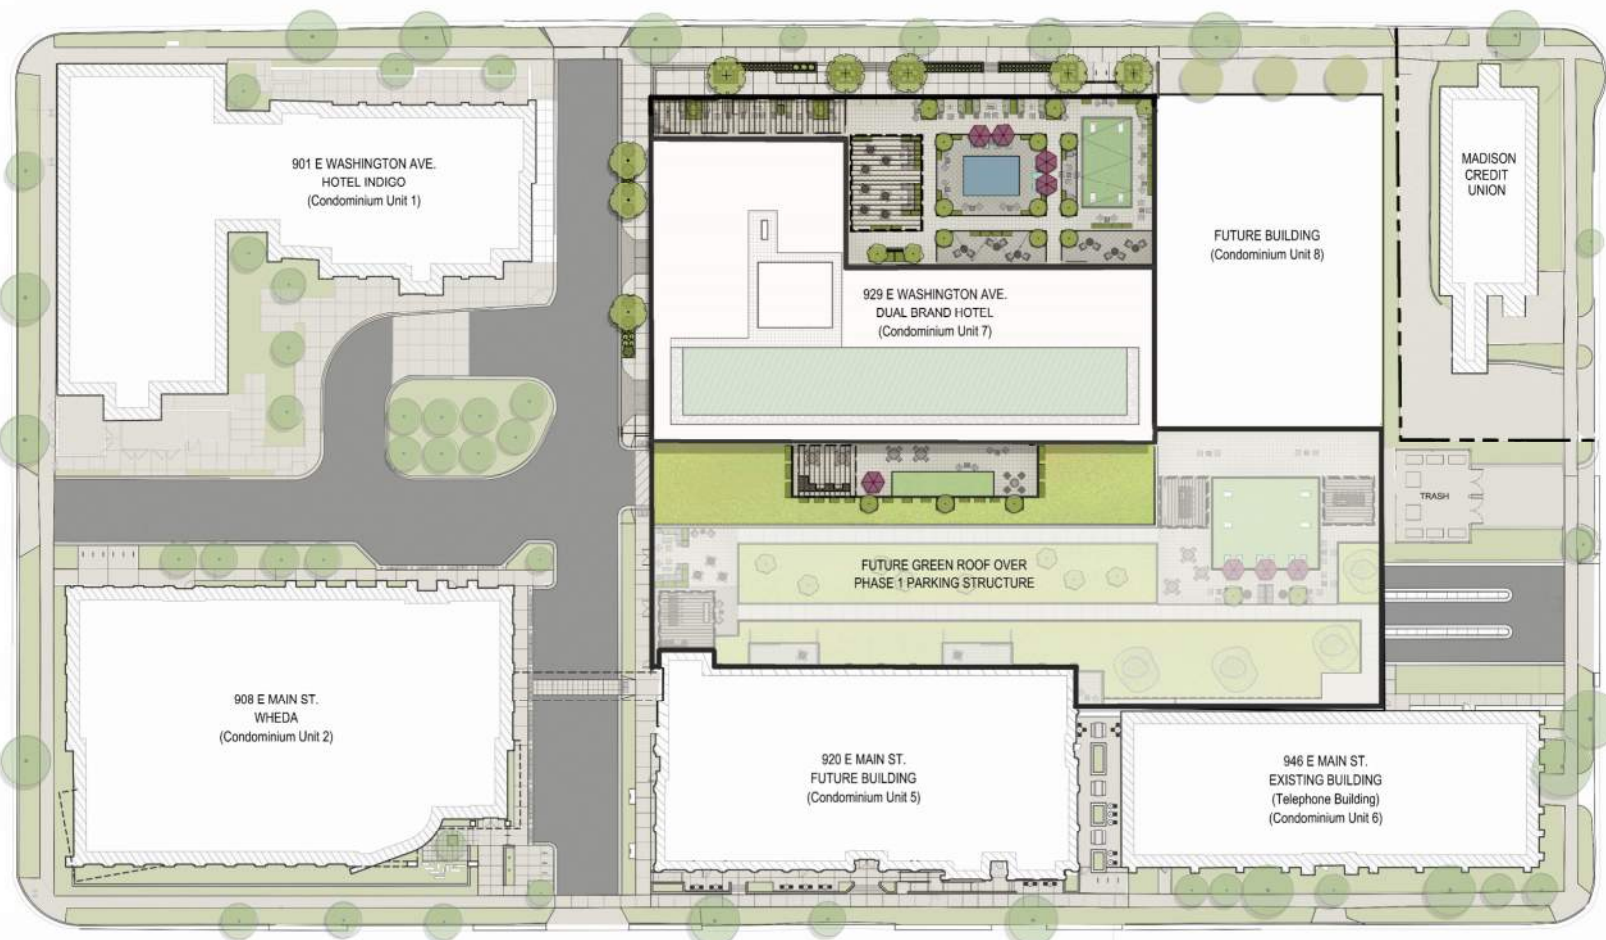 901 E WASHINGTON AVE.
HOTEL INDIGO
(Condominium Unit 1)
MADISON
CREDIT
UNION
FUTURE BUILDING
(Condominium Unit 8)
929 E WASHINGTON AVE.
DUAL BRAND HOTEL
(Condominium Unit 7)
TRASH
FUTURE GREEN ROOF OVER
PHASE 1 PARKING STRUCTURE
908 E MAIN ST.
WHEDA
(Condominium Unit 2)
920 E MAIN ST.
FUTURE BUILDING
(Condominium Unit 5)
946 E MAIN ST.
EXISTING BUILDING
(Telephone Building)
(Condominium Unit 6)